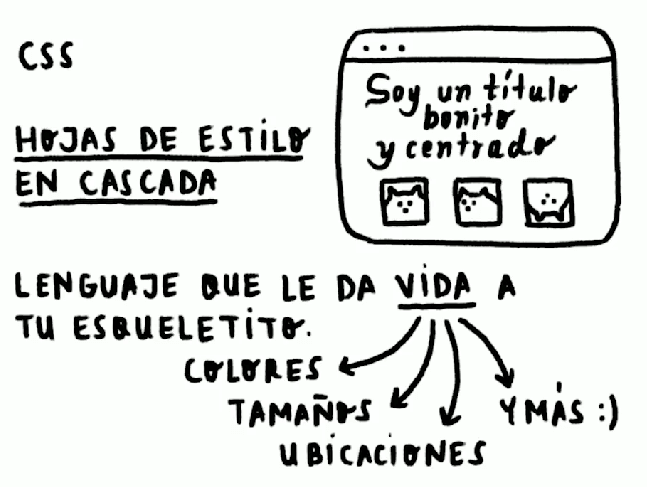 CSS
HOJAS DE ESTILO
EN CASCADA
Soy un título
bonito
y centrado
LENGUAJE QUE LE DA VIDA A
TU ESQUELETITO.
COLORES
TAMAÑOS
UBICACIONES
Y MÁS :)